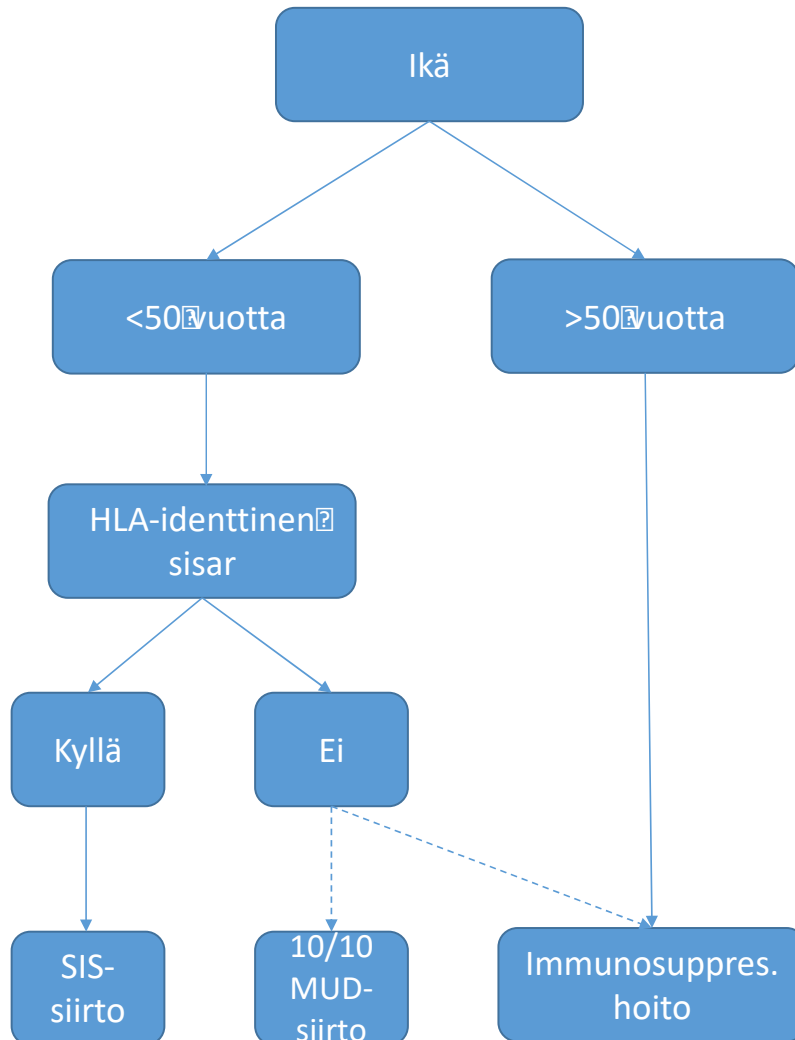 Ikä
<50 vuotta
>50 vuotta
HLA-identtinen
sisar
Kyllä
Ei
SIS-
siirto
10/10
MUD-
siirto
Immunosuppres.
hoito